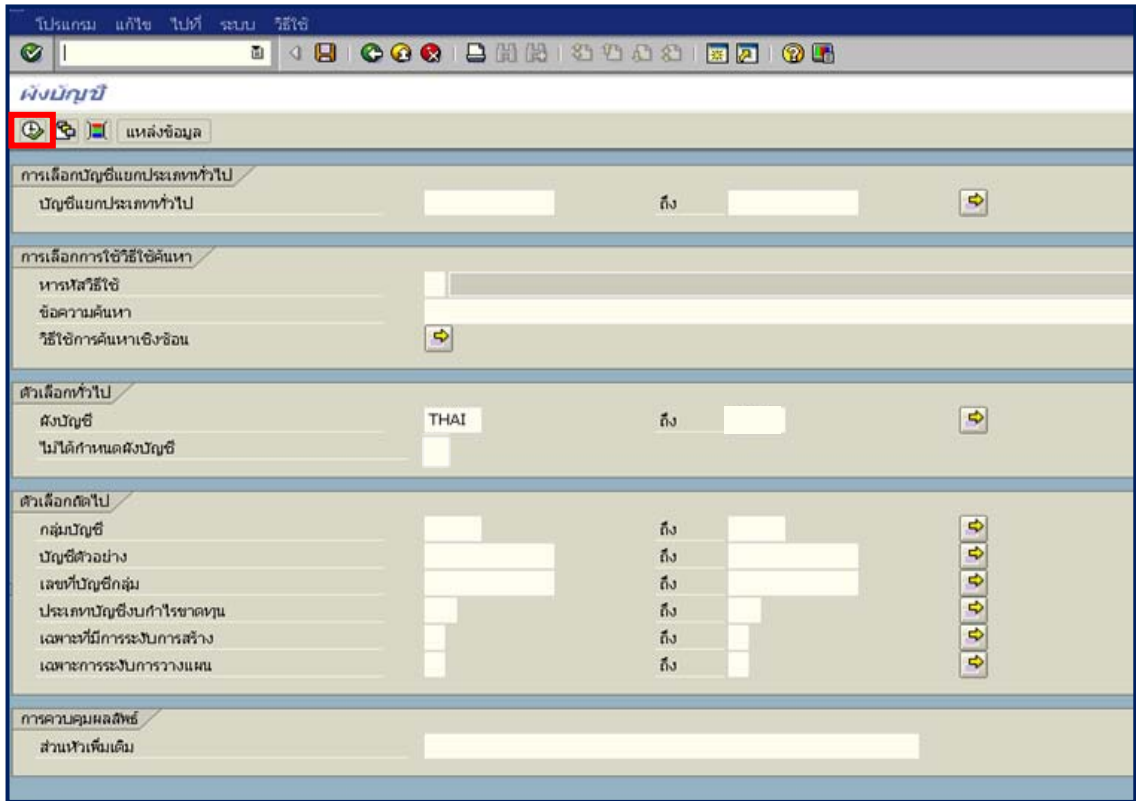 โปรแกรม แก้ไข ไปที่ ระบบ วิธีใช้
ผังบัญชี
แหล่งข้อมูล
การเลือกบัญชีแยกประเภททั่วไป
บัญชีแยกประเภททั่วไป ถึง
การเลือกการใช้วิธีใช้ค้นหา
หารหัสวิธีใช้
ข้อความค้นหา
วิธีใช้การค้นหาเชิงซ้อน
ตัวเลือกทั่วไป
ผังบัญชี THAI ถึง
ไม่ได้กำหนดผังบัญชี
ตัวเลือกถัดไป
กลุ่มบัญชี ถึง
บัญชีตัวอย่าง ถึง
เลขที่บัญชีกลุ่ม ถึง
ประเภทบัญชีงบกำไรขาดทุน ถึง
เฉพาะที่มีการระงับการสร้าง ถึง
เฉพาะการระงับการวางแผน ถึง
การควบคุมผลลัพธ์
ส่วนหัวเพิ่มเติม